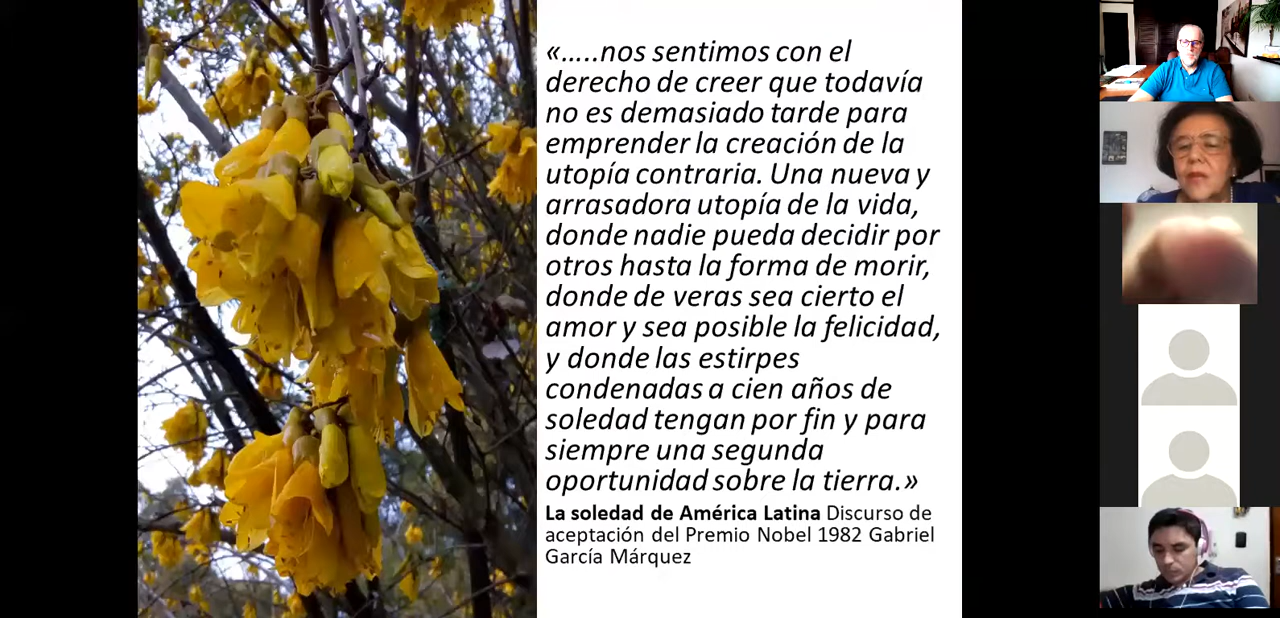 «…..nos sentimos con el
derecho de creer que todavía
no es demasiado tarde para
emprender la creación de la
utopía contraria. Una nueva y
arrasadora utopía de la vida,
donde nadie pueda decidir por
otros hasta la forma de morir,
donde de veras sea cierto el
amor y sea posible la felicidad,
y donde las estirpes
condenadas a cien años de
soledad tengan por fin y para
siempre una segunda
oportunidad sobre la tierra.»
La soledad de América Latina Discurso de
aceptación del Premio Nobel 1982 Gabriel
García Márquez